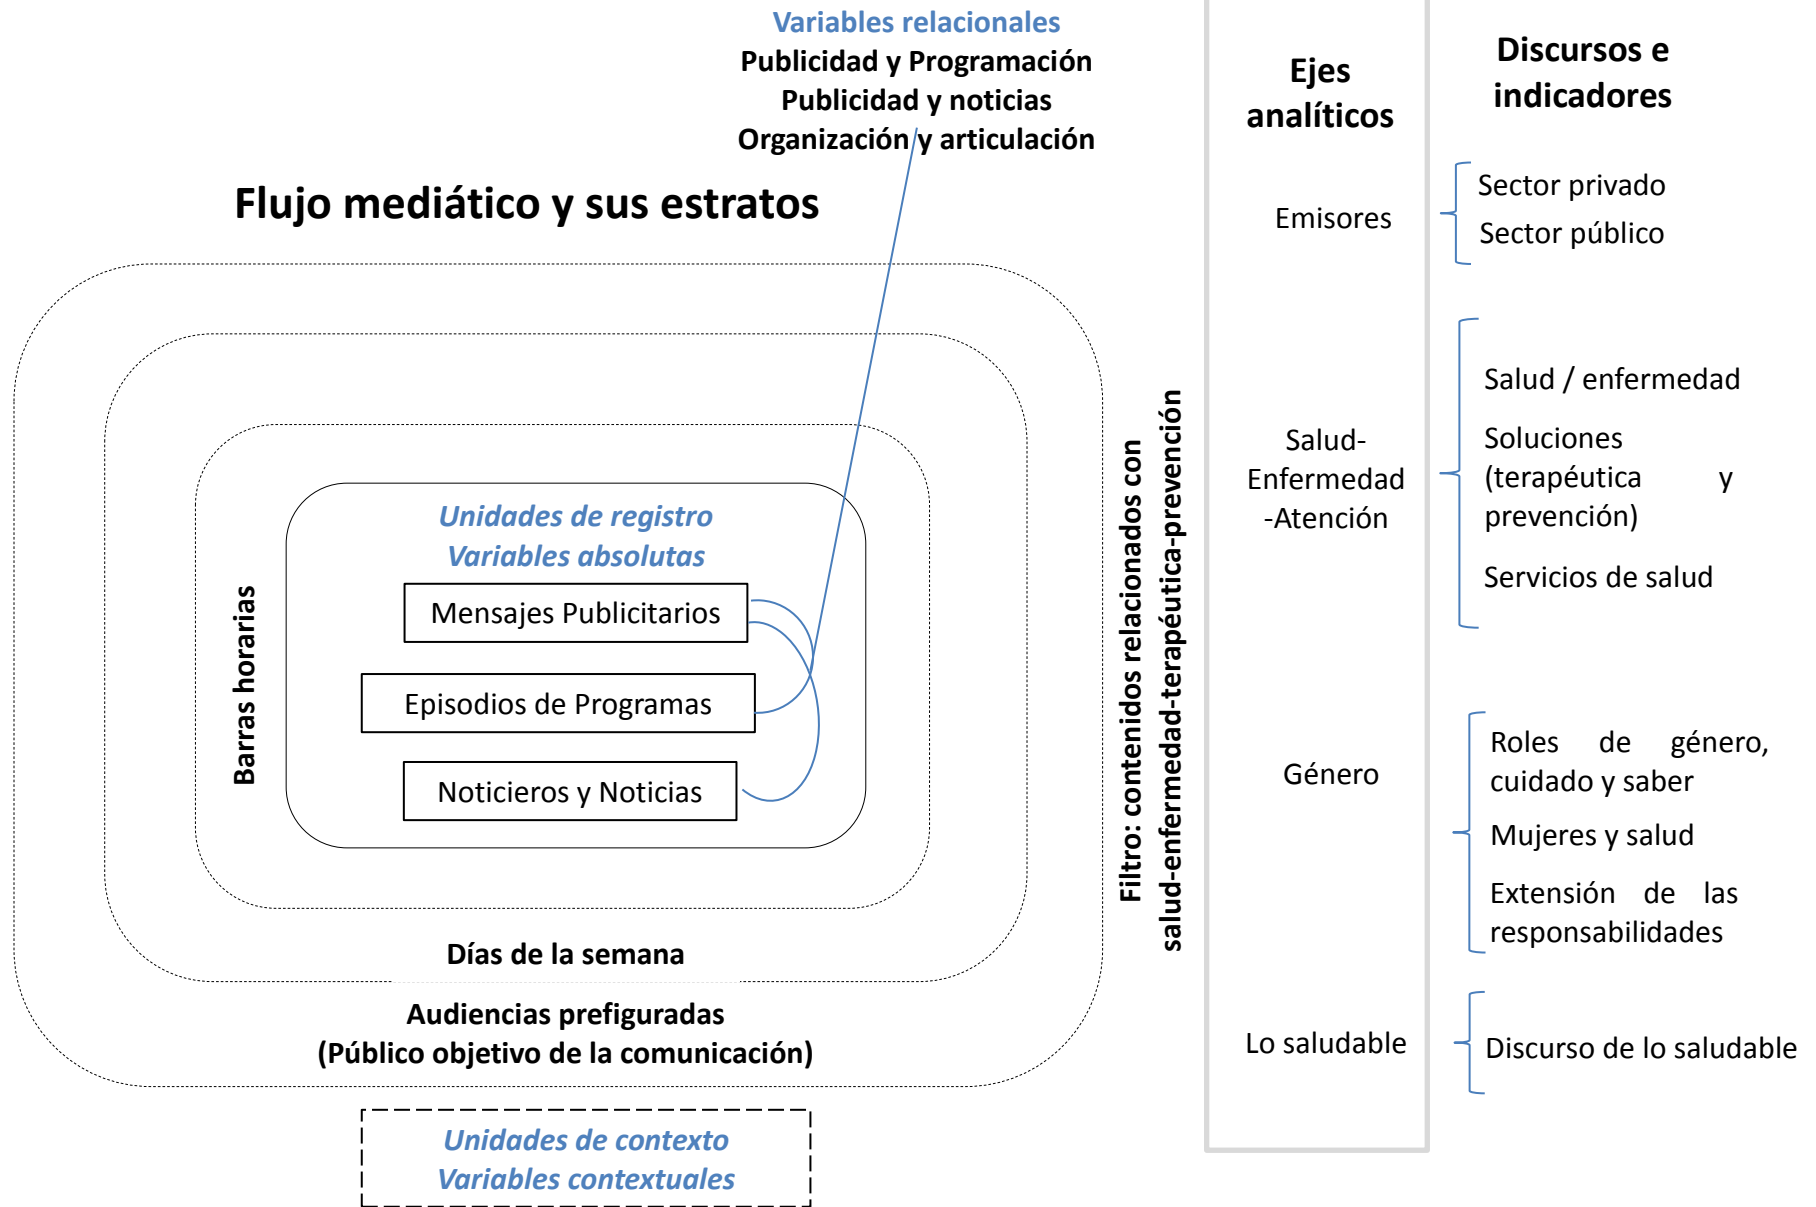 Variables relacionales
Publicidad y Programación
Publicidad y noticias
Organización y articulación
Flujo mediático y sus estratos
Unidades de registro
Variables absolutas
Mensajes Publicitarios
Episodios de Programas
Noticieros y Noticias
Barras horarias
Días de la semana
Audiencias prefiguradas
(Público objetivo de la comunicación)
Unidades de contexto
Variables contextuales
Filtro: contenidos relacionados con
salud-enfermedad-terapéutica-prevención
Ejes
analíticos
Emisores
Salud-
Enfermedad
-Atención
Género
Lo saludable
Discursos e
indicadores
Sector privado
Sector público
Salud / enfermedad
Soluciones
(terapéutica y
prevención)
Servicios de salud
Roles de género,
cuidado y saber
Mujeres y salud
Extensión de las
responsabilidades
Discurso de lo saludable